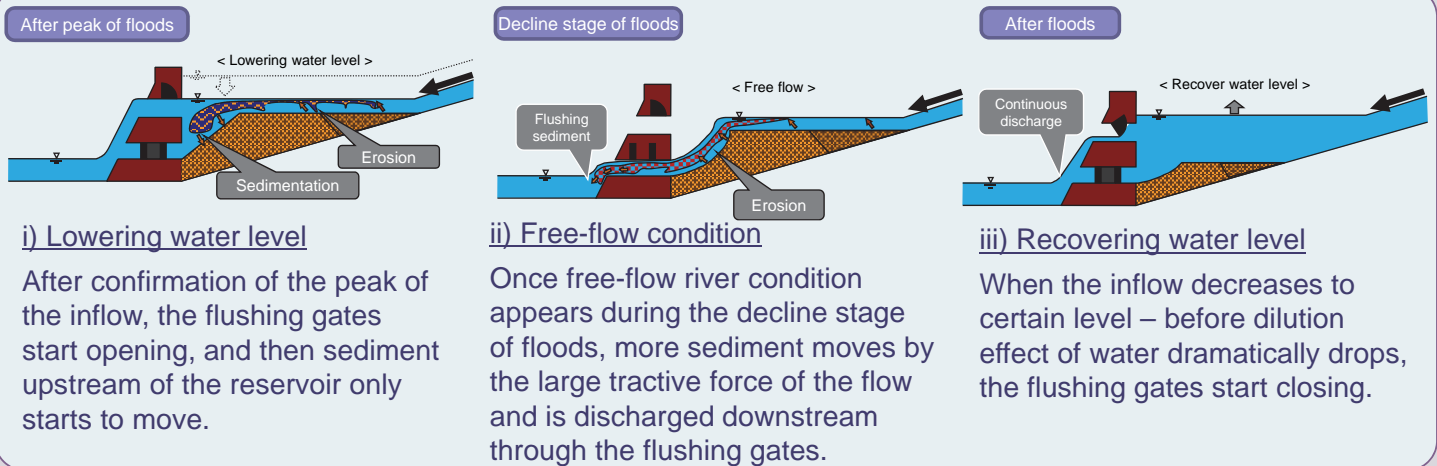 After peak of floods
< Lowering water level >
Erosion
Sedimentation
i) Lowering water level
After confirmation of the peak of
the inflow, the flushing gates
start opening, and then sediment
upstream of the reservoir only
starts to move.
Decline stage of floods
< Free flow >
Flushing
sediment
Erosion
ii) Free-flow condition
Once free-flow river condition
appears during the decline stage
of floods, more sediment moves by
the large tractive force of the flow
and is discharged downstream
through the flushing gates.
After floods
< Recover water level >
Continuous
discharge
iii) Recovering water level
When the inflow decreases to
certain level – before dilution
effect of water dramatically drops,
the flushing gates start closing.